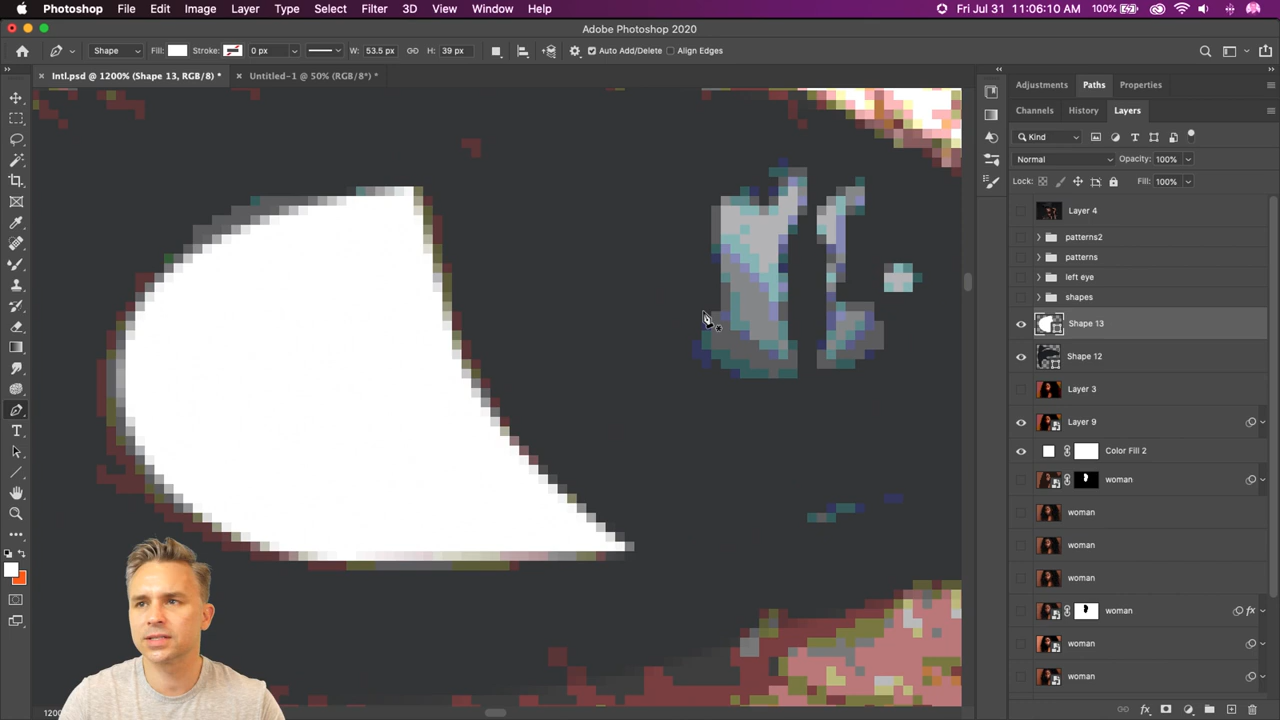 Photoshop File Edit Image Layer Type Select Filter 3D View Window Help 100% Fri Jul 31 11:06:10 AM
Adobe Photoshop 2020
Shape Fill: Stroke: 0 px W: 53.5 px H: 39 px Auto Add/Delete Align Edges
× Intl.psd @ 1200% (Shape 13, RGB/8) * × Untitled-1 @ 50% (RGB/8*) *
Adjustments Paths Properties
Channels History Layers
Kind
Normal Opacity: 100%
Lock: Fill: 100%
Layer 4
patterns2
patterns
left eye
shapes
Shape 13
Shape 12
Layer 3
Layer 9
Color Fill 2
woman
woman
woman
woman
woman fx
woman
woman
1200
fx